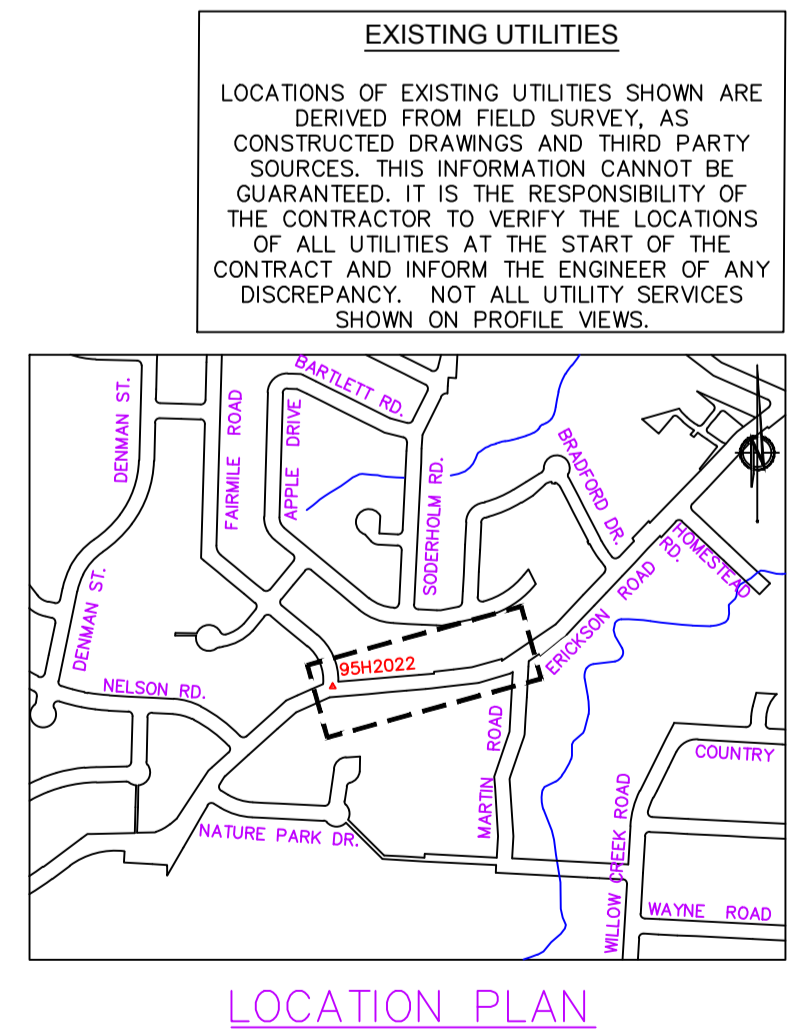 EXISTING UTILITIES
LOCATIONS OF EXISTING UTILITIES SHOWN ARE
DERIVED FROM FIELD SURVEY, AS
CONSTRUCTED DRAWINGS AND THIRD PARTY
SOURCES. THIS INFORMATION CANNOT BE
GUARANTEED. IT IS THE RESPONSIBILITY OF
THE CONTRACTOR TO VERIFY THE LOCATIONS
OF ALL UTILITIES AT THE START OF THE
CONTRACT AND INFORM THE ENGINEER OF ANY
DISCREPANCY.  NOT ALL UTILITY SERVICES
SHOWN ON PROFILE VIEWS.
DENMAN ST.
FAIRMILE ROAD
APPLE DRIVE
BARTLETT RD.
SODERHOLM RD.
BRADFORD DR.
N
HOMESTEAD
RD.
ERICKSON ROAD
DENMAN ST.
NELSON RD.
95H2022
MARTIN ROAD
NATURE PARK DR.
WILLOW CREEK ROAD
COUNTRY
WAYNE ROAD
LOCATION PLAN